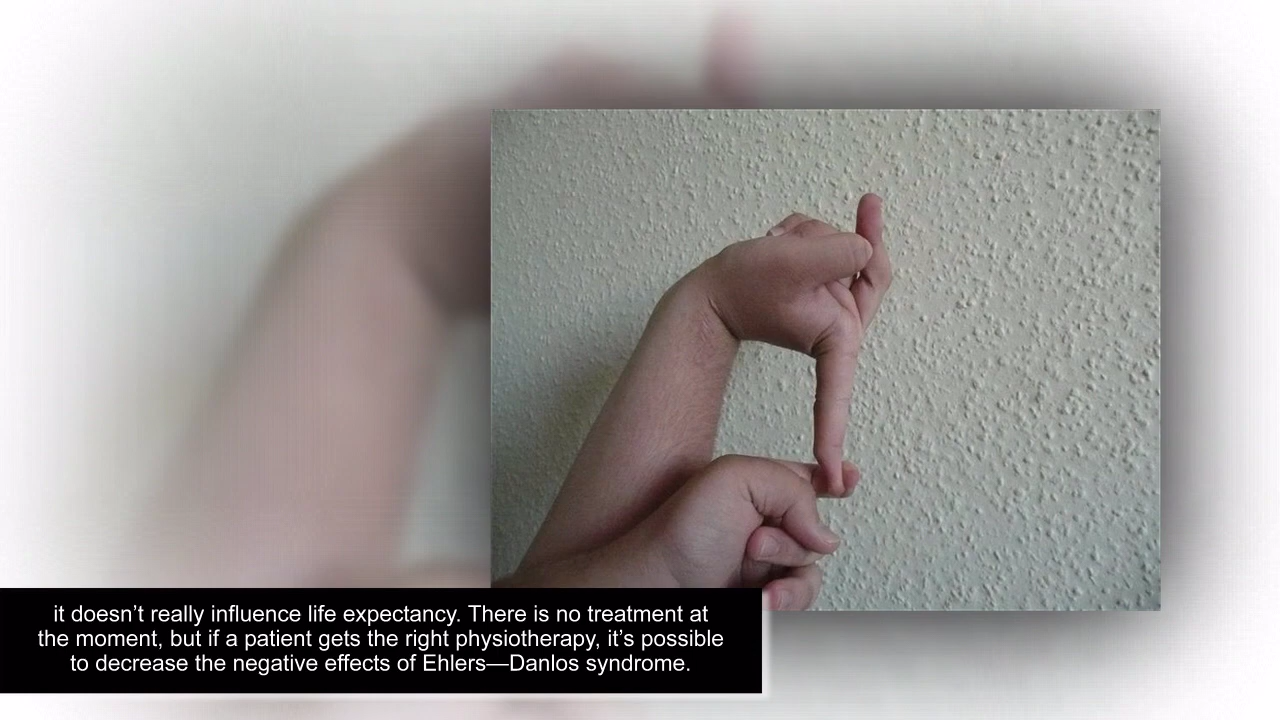 it doesn’t really influence life expectancy. There is no treatment at
the moment, but if a patient gets the right physiotherapy, it’s possible
to decrease the negative effects of Ehlers—Danlos syndrome.